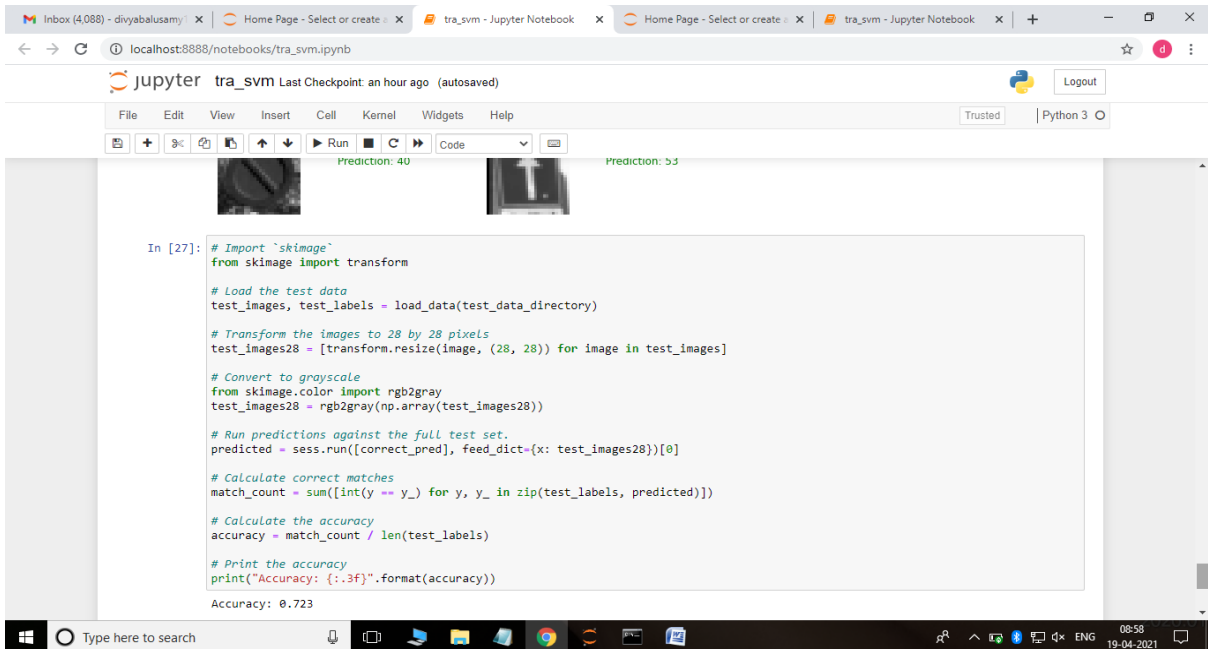 Inbox (4,088) - divyabalusamy1
Home Page - Select or create a
tra_svm - Jupyter Notebook
Home Page - Select or create a
tra_svm - Jupyter Notebook
localhost:8888/notebooks/tra_svm.ipynb
d
jupyter tra_svm Last Checkpoint: an hour ago (autosaved)
Logout
File Edit View Insert Cell Kernel Widgets Help
Trusted
Python 3
Run
Code
Prediction: 40
Prediction: 53
In [27]:
# Import `skimage`
from skimage import transform
# Load the test data
test_images, test_labels = load_data(test_data_directory)
# Transform the images to 28 by 28 pixels
test_images28 = [transform.resize(image, (28, 28)) for image in test_images]
# Convert to grayscale
from skimage.color import rgb2gray
test_images28 = rgb2gray(np.array(test_images28))
# Run predictions against the full test set.
predicted = sess.run([correct_pred], feed_dict={x: test_images28})[0]
# Calculate correct matches
match_count = sum([int(y == y_) for y, y_ in zip(test_labels, predicted)])
# Calculate the accuracy
accuracy = match_count / len(test_labels)
# Print the accuracy
print("Accuracy: {:.3f}".format(accuracy))
Accuracy: 0.723
Type here to search
ENG
08:58
19-04-2021